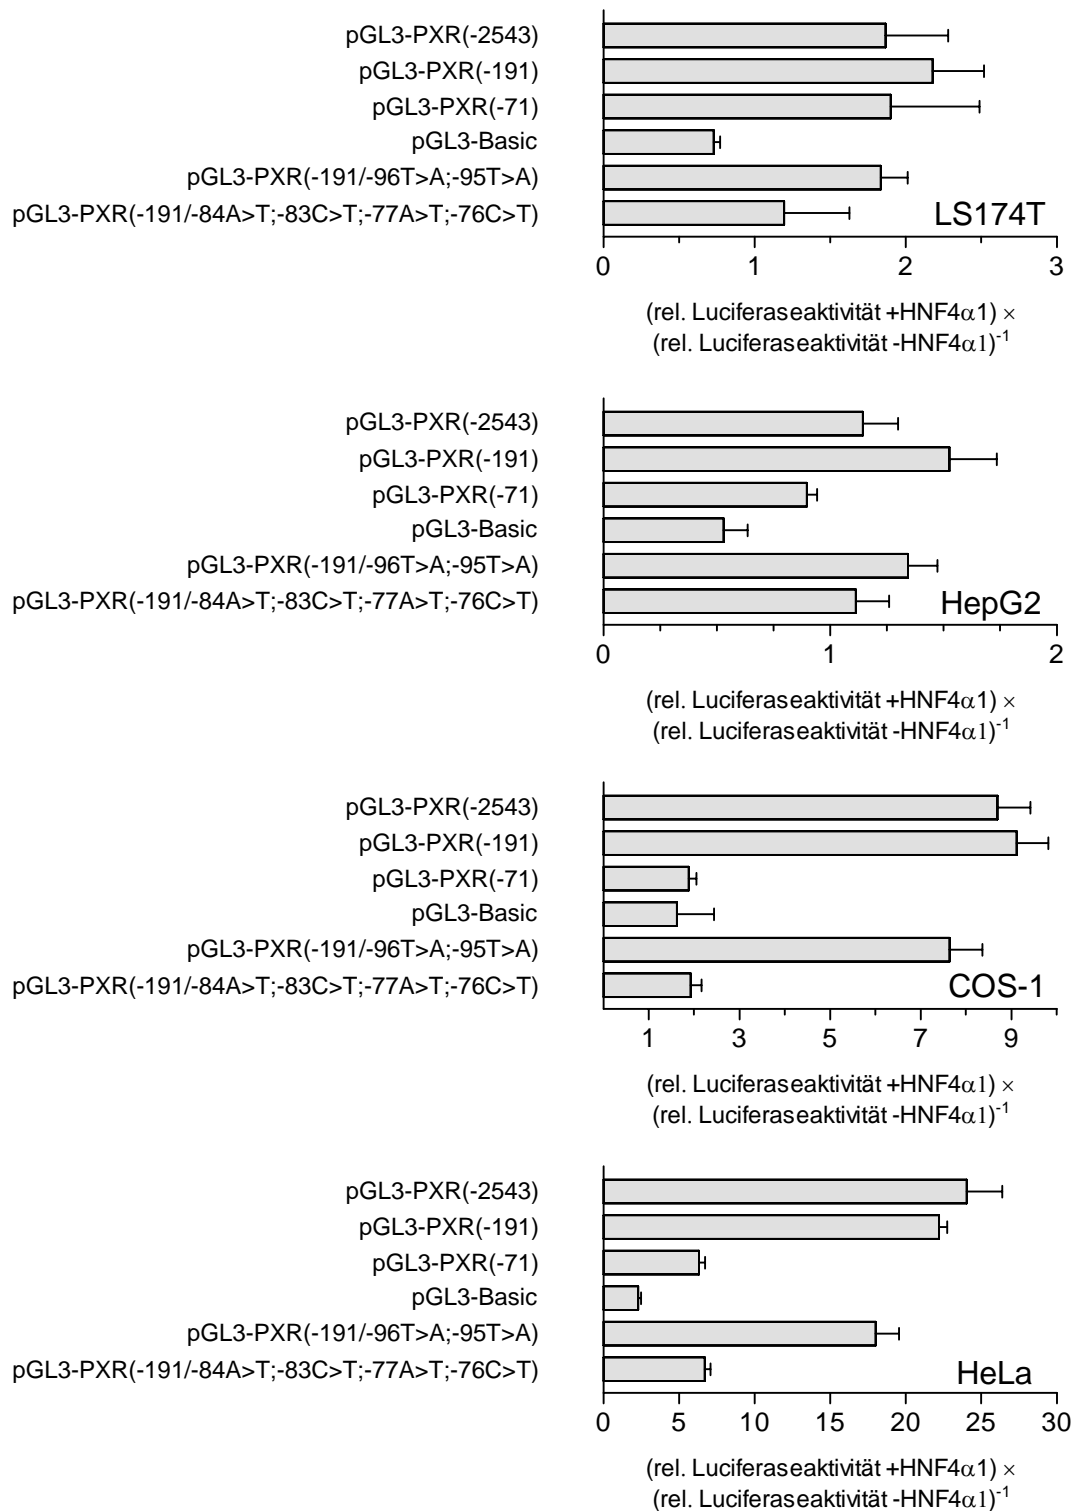 pGL3-PXR(-2543)
pGL3-PXR(-191)
pGL3-PXR(-71)
pGL3-Basic
pGL3-PXR(-191/-96T>A;-95T>A)
pGL3-PXR(-191/-84A>T;-83C>T;-77A>T;-76C>T)
LS174T
0 1 2 3
(rel. Luciferaseaktivität +HNF4α1) ×
(rel. Luciferaseaktivität -HNF4α1)⁻¹
pGL3-PXR(-2543)
pGL3-PXR(-191)
pGL3-PXR(-71)
pGL3-Basic
pGL3-PXR(-191/-96T>A;-95T>A)
pGL3-PXR(-191/-84A>T;-83C>T;-77A>T;-76C>T)
HepG2
0 1 2
(rel. Luciferaseaktivität +HNF4α1) ×
(rel. Luciferaseaktivität -HNF4α1)⁻¹
pGL3-PXR(-2543)
pGL3-PXR(-191)
pGL3-PXR(-71)
pGL3-Basic
pGL3-PXR(-191/-96T>A;-95T>A)
pGL3-PXR(-191/-84A>T;-83C>T;-77A>T;-76C>T)
COS-1
1 3 5 7 9
(rel. Luciferaseaktivität +HNF4α1) ×
(rel. Luciferaseaktivität -HNF4α1)⁻¹
pGL3-PXR(-2543)
pGL3-PXR(-191)
pGL3-PXR(-71)
pGL3-Basic
pGL3-PXR(-191/-96T>A;-95T>A)
pGL3-PXR(-191/-84A>T;-83C>T;-77A>T;-76C>T)
HeLa
0 5 10 15 20 25 30
(rel. Luciferaseaktivität +HNF4α1) ×
(rel. Luciferaseaktivität -HNF4α1)⁻¹